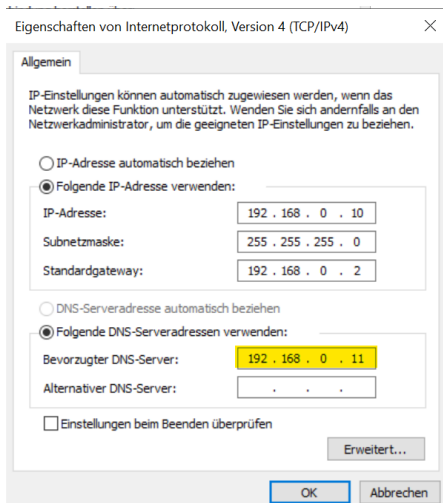 Eigenschaften von Internetprotokoll, Version 4 (TCP/IPv4)
Allgemein
IP-Einstellungen können automatisch zugewiesen werden, wenn das
Netzwerk diese Funktion unterstützt. Wenden Sie sich andernfalls an den
Netzwerkadministrator, um die geeigneten IP-Einstellungen zu beziehen.
IP-Adresse automatisch beziehen
Folgende IP-Adresse verwenden:
IP-Adresse: 192 . 168 . 0 . 10
Subnetzmaske: 255 . 255 . 255 . 0
Standardgateway: 192 . 168 . 0 . 2
DNS-Serveradresse automatisch beziehen
Folgende DNS-Serveradressen verwenden:
Bevorzugter DNS-Server: 192 . 168 . 0 . 11
Alternativer DNS-Server: . . .
Einstellungen beim Beenden überprüfen
Erweitert...
OK Abbrechen